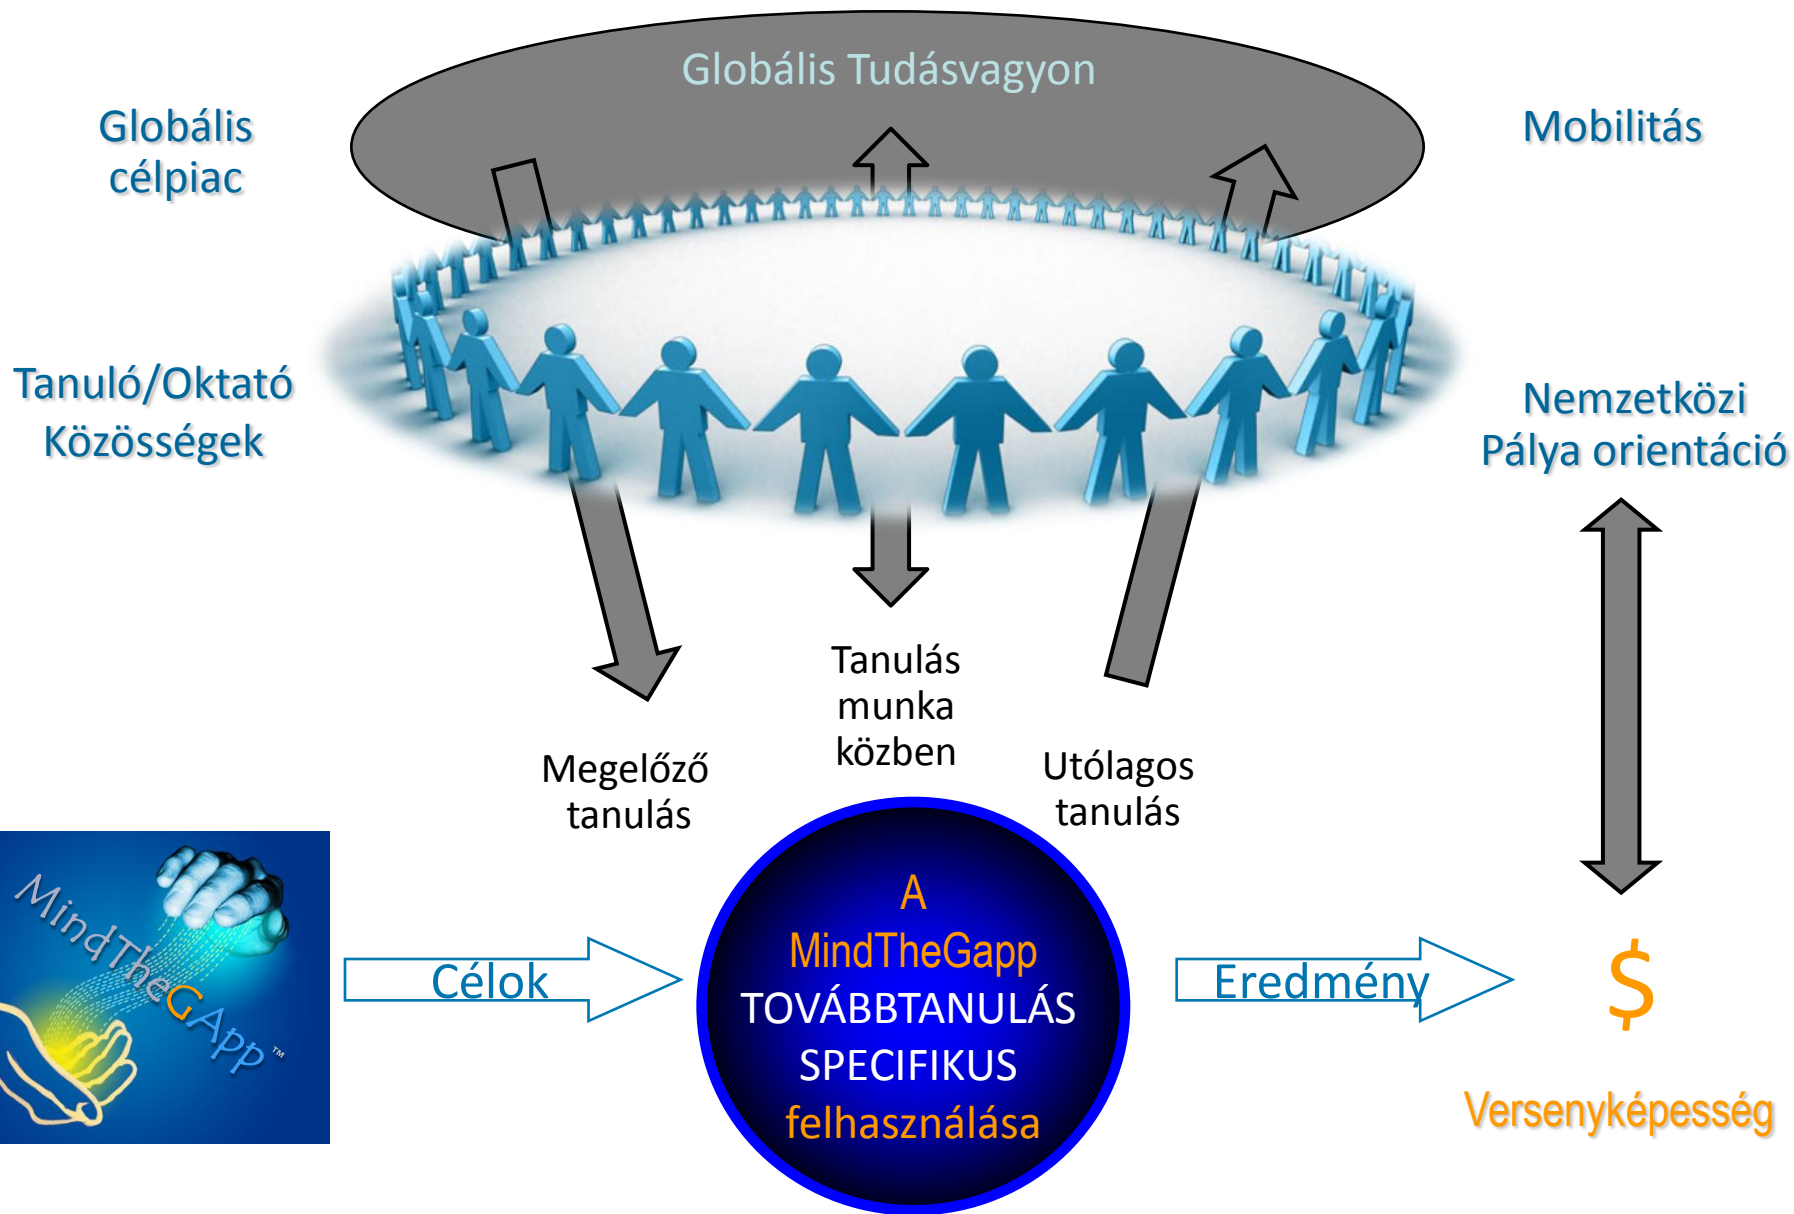 Globális Tudásvagyon
Globális
célpiac
Mobilitás
Tanuló/Oktató
Közösségek
Nemzetközi
Pálya orientáció
Tanulás
munka
közben
Megelőző
tanulás
Utólagos
tanulás
MindTheGApp™
Célok
A
MindTheGapp
TOVÁBBTANULÁS
SPECIFIKUS
felhasználása
Eredmény
$
Versenyképesség